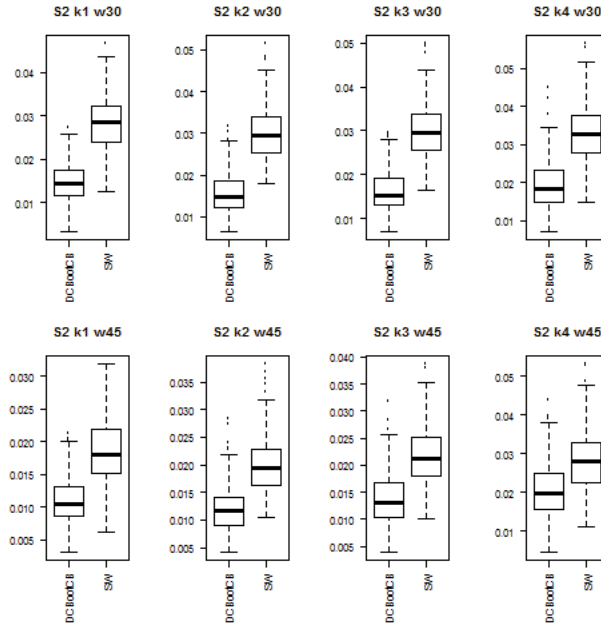 S2 k1 w30
S2 k2 w30
S2 k3 w30
S2 k4 w30
0.04
0.03
0.02
0.01
0.05
0.04
0.03
0.02
0.01
0.05
0.04
0.03
0.02
0.01
0.05
0.04
0.03
0.02
0.01
DCBootCB
SW
DCBootCB
SW
DCBootCB
SW
DCBootCB
SW
S2 k1 w45
S2 k2 w45
S2 k3 w45
S2 k4 w45
0.030
0.025
0.020
0.015
0.010
0.005
0.035
0.030
0.025
0.020
0.015
0.010
0.005
0.040
0.035
0.030
0.025
0.020
0.015
0.010
0.005
0.05
0.04
0.03
0.02
0.01
DCBootCB
SW
DCBootCB
SW
DCBootCB
SW
DCBootCB
SW